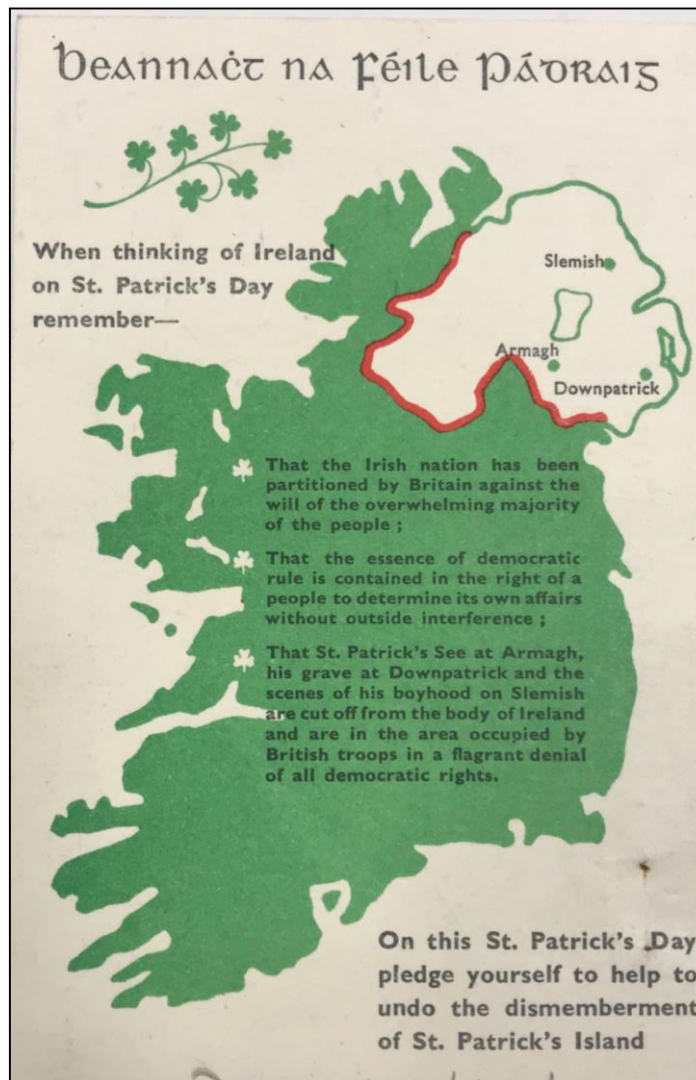 Beannaċt na Féile Pádraig
When thinking of Ireland
on St. Patrick's Day
remember—
Slemish
Armagh
Downpatrick
That the Irish nation has been
partitioned by Britain against the
will of the overwhelming majority
of the people ;
That the essence of democratic
rule is contained in the right of a
people to determine its own affairs
without outside interference ;
That St. Patrick's See at Armagh,
his grave at Downpatrick and the
scenes of his boyhood on Slemish
are cut off from the body of Ireland
and are in the area occupied by
British troops in a flagrant denial
of all democratic rights.
On this St. Patrick's Day
pledge yourself to help to
undo the dismemberment
of St. Patrick's Island